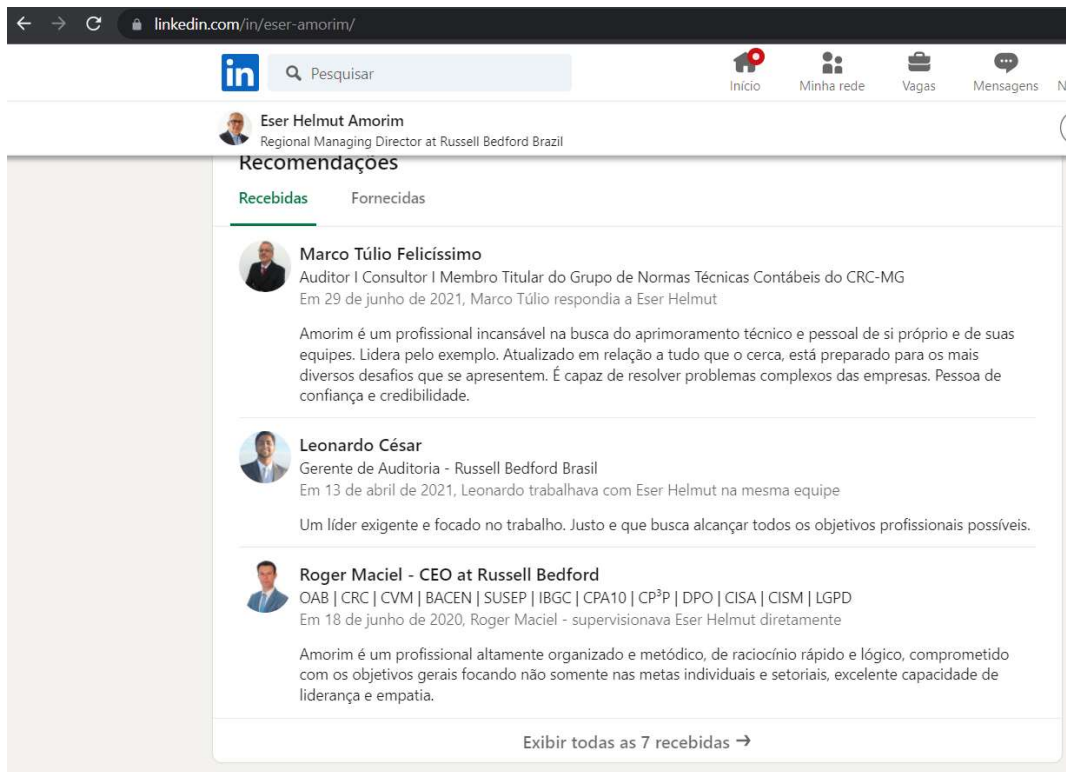 linkedin.com/in/eser-amorim/
in
Pesquisar
Início
Minha rede
Vagas
Mensagens
N
Eser Helmut Amorim
Regional Managing Director at Russell Bedford Brazil
Recomendações
Recebidas
Fornecidas
Marco Túlio Felicíssimo
Auditor I Consultor I Membro Titular do Grupo de Normas Técnicas Contábeis do CRC-MG
Em 29 de junho de 2021, Marco Túlio respondia a Eser Helmut
Amorim é um profissional incansável na busca do aprimoramento técnico e pessoal de si próprio e de suas
equipes. Lidera pelo exemplo. Atualizado em relação a tudo que o cerca, está preparado para os mais
diversos desafios que se apresentem. É capaz de resolver problemas complexos das empresas. Pessoa de
confiança e credibilidade.
Leonardo César
Gerente de Auditoria - Russell Bedford Brasil
Em 13 de abril de 2021, Leonardo trabalhava com Eser Helmut na mesma equipe
Um líder exigente e focado no trabalho. Justo e que busca alcançar todos os objetivos profissionais possíveis.
Roger Maciel - CEO at Russell Bedford
OAB | CRC | CVM | BACEN | SUSEP | IBGC | CPA10 | CP³P | DPO | CISA | CISM | LGPD
Em 18 de junho de 2020, Roger Maciel - supervisionava Eser Helmut diretamente
Amorim é um profissional altamente organizado e metódico, de raciocínio rápido e lógico, comprometido
com os objetivos gerais focando não somente nas metas individuais e setoriais, excelente capacidade de
liderança e empatia.
Exibir todas as 7 recebidas →